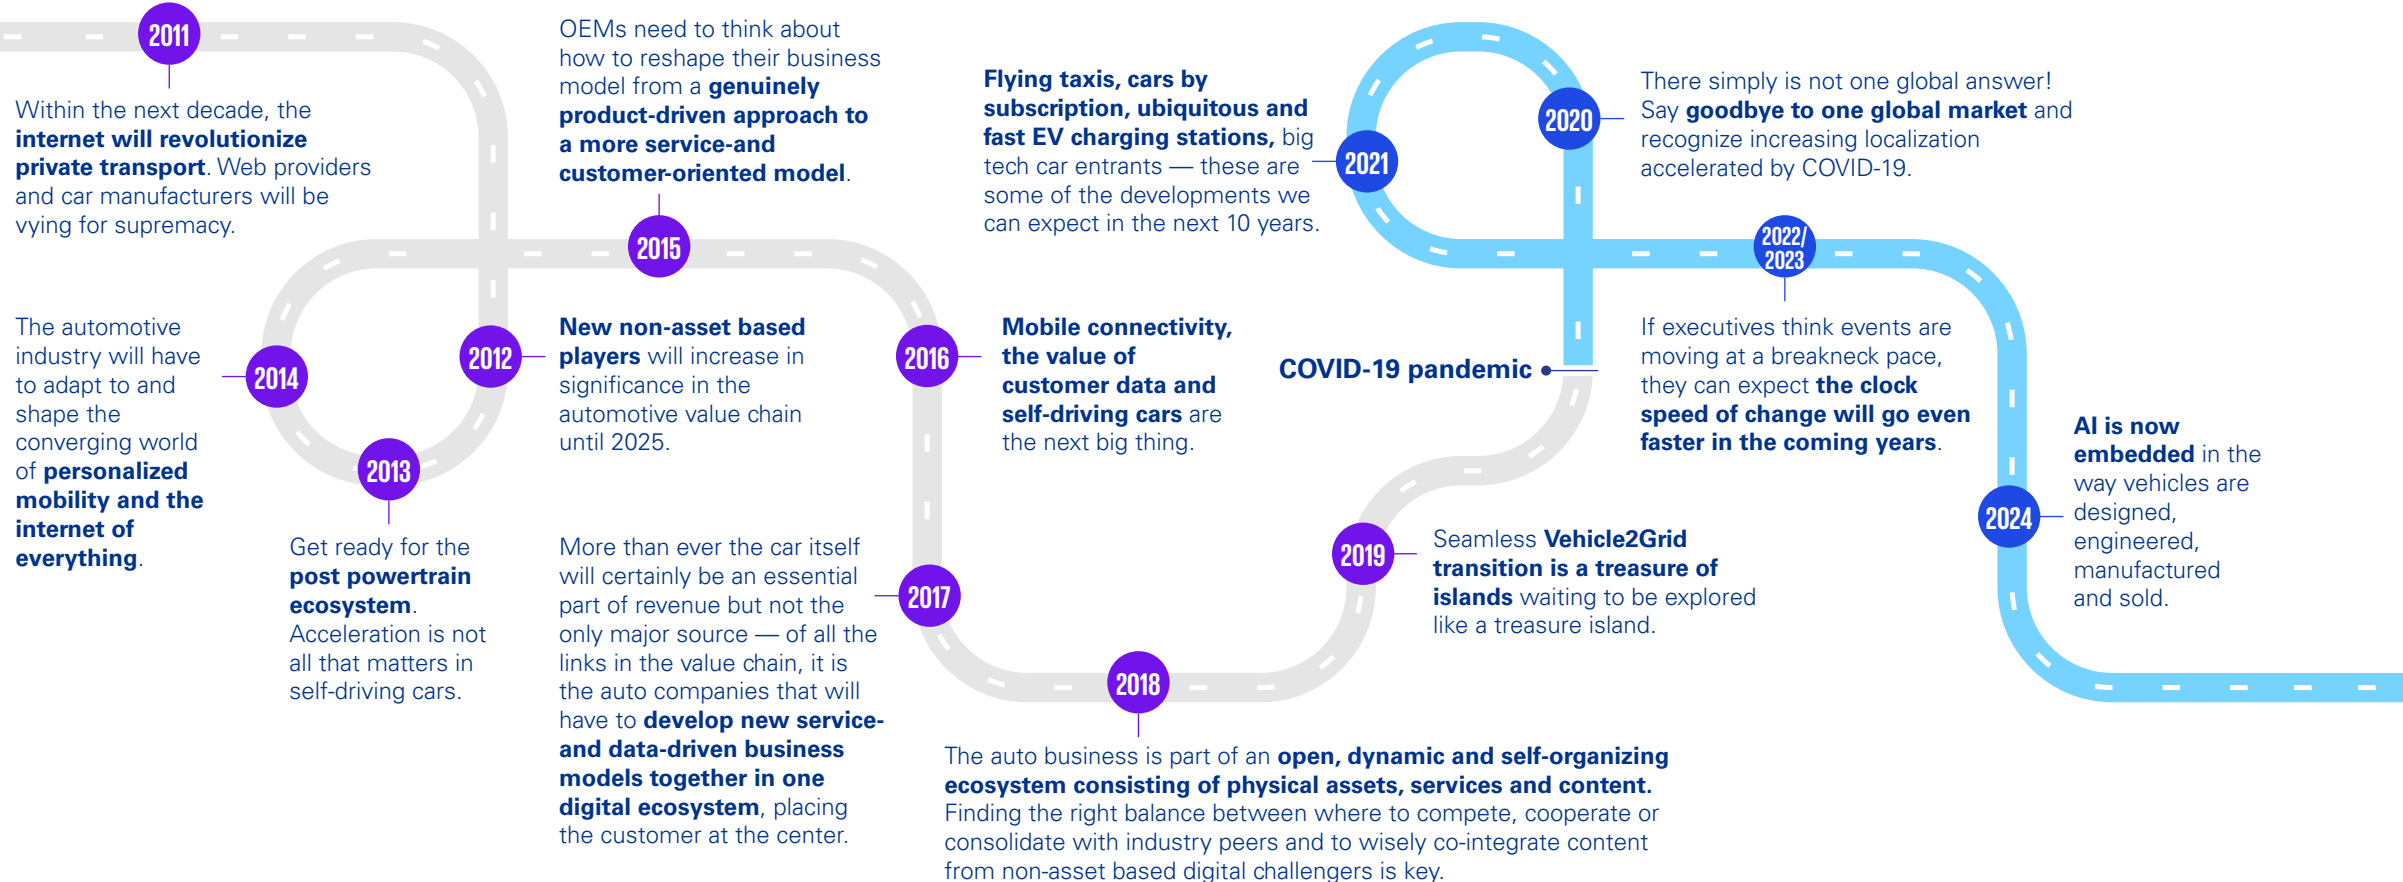 2011
Within the next decade, the
internet will revolutionize
private transport. Web providers
and car manufacturers will be
vying for supremacy.
2012
New non-asset based
players will increase in
significance in the
automotive value chain
until 2025.
2013
Get ready for the
post powertrain
ecosystem.
Acceleration is not
all that matters in
self-driving cars.
2014
The automotive
industry will have
to adapt to and
shape the
converging world
of personalized
mobility and the
internet of
everything.
2015
OEMs need to think about
how to reshape their business
model from a genuinely
product-driven approach to
a more service-and
customer-oriented model.
2016
Mobile connectivity,
the value of
customer data and
self-driving cars are
the next big thing.
2017
More than ever the car itself
will certainly be an essential
part of revenue but not the
only major source — of all the
links in the value chain, it is
the auto companies that will
have to develop new service-
and data-driven business
models together in one
digital ecosystem, placing
the customer at the center.
2018
The auto business is part of an open, dynamic and self-organizing
ecosystem consisting of physical assets, services and content.
Finding the right balance between where to compete, cooperate or
consolidate with industry peers and to wisely co-integrate content
from non-asset based digital challengers is key.
2019
Seamless Vehicle2Grid
transition is a treasure of
islands waiting to be explored
like a treasure island.
COVID-19 pandemic
2020
There simply is not one global answer!
Say goodbye to one global market and
recognize increasing localization
accelerated by COVID-19.
2021
Flying taxis, cars by
subscription, ubiquitous and
fast EV charging stations, big
tech car entrants — these are
some of the developments we
can expect in the next 10 years.
2022/
2023
If executives think events are
moving at a breakneck pace,
they can expect the clock
speed of change will go even
faster in the coming years.
2024
AI is now
embedded in the
way vehicles are
designed,
engineered,
manufactured
and sold.